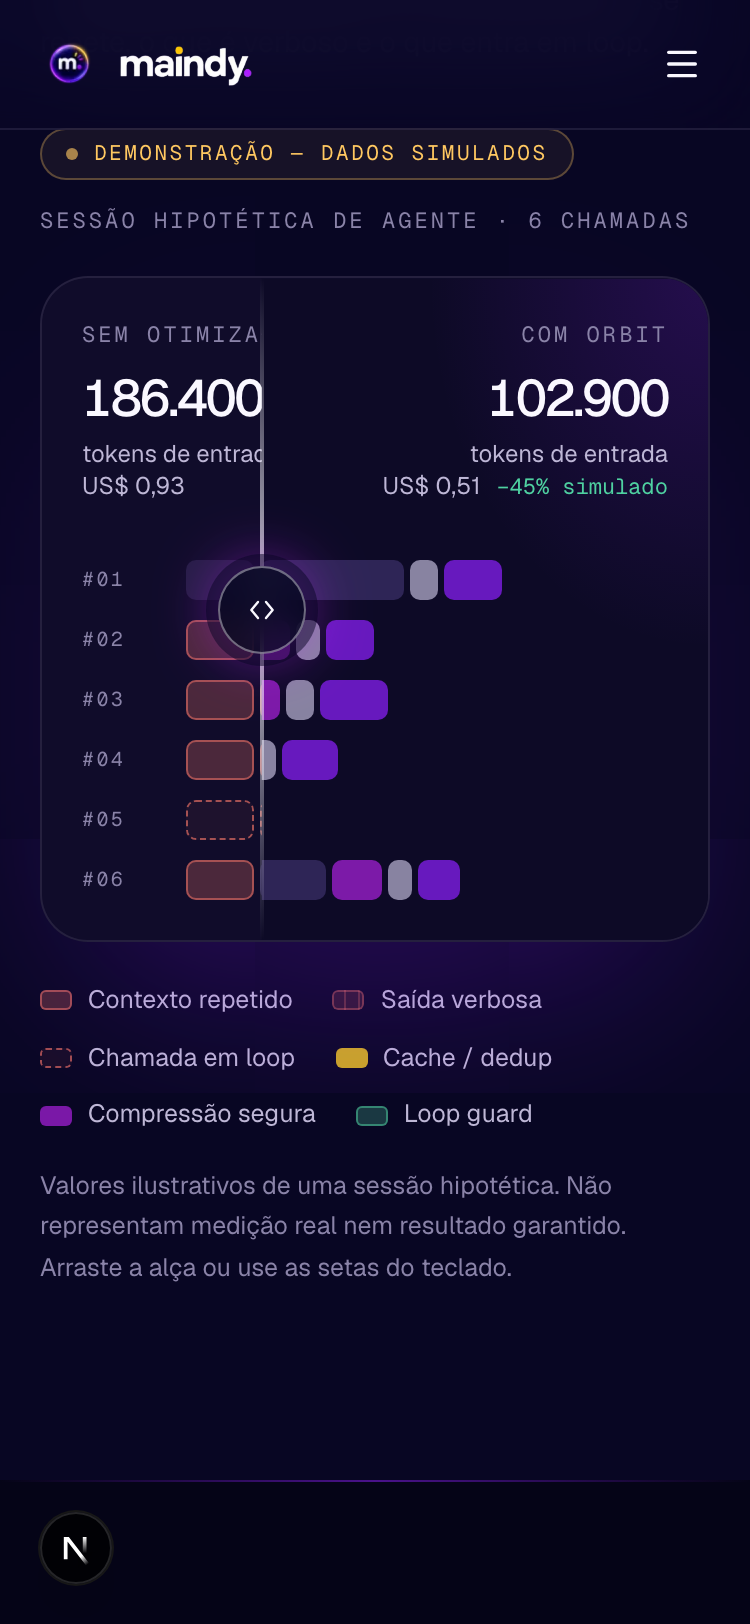 maindy.
DEMONSTRAÇÃO — DADOS SIMULADOS
SESSÃO HIPOTÉTICA DE AGENTE · 6 CHAMADAS
SEM OTIMIZA
COM ORBIT
186.400
102.900
tokens de entrad
tokens de entrada
US$ 0,93
US$ 0,51 −45% simulado
#01
#02
#03
#04
#05
#06
Contexto repetido
Saída verbosa
Chamada em loop
Cache / dedup
Compressão segura
Loop guard
Valores ilustrativos de uma sessão hipotética. Não
representam medição real nem resultado garantido.
Arraste a alça ou use as setas do teclado.
N